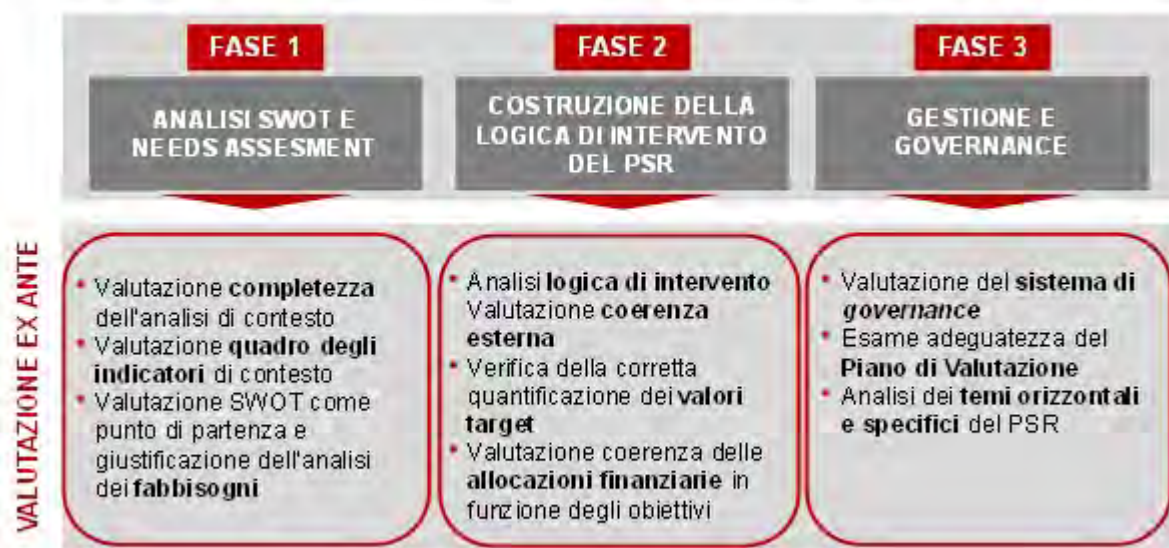 FASE 1
ANALISI SWOT E
NEEDS ASSESMENT
FASE 2
COSTRUZIONE DELLA
LOGICA DI INTERVENTO
DEL PSR
FASE 3
GESTIONE E
GOVERNANCE
VALUTAZIONE EX ANTE
• Valutazione completezza
dell'analisi di contesto
• Valutazione quadro degli
indicatori di contesto
• Valutazione SWOT come
punto di partenza e
giustificazione dell'analisi
dei fabbisogni
• Analisi logica di intervento
Valutazione coerenza
esterna
• Verifica della corretta
quantificazione dei valori
target
• Valutazione coerenza delle
allocazioni finanziarie in
funzione degli obiettivi
• Valutazione del sistema di
governance
• Esame adeguatezza del
Piano di Valutazione
• Analisi dei temi orizzontali
e specifici del PSR